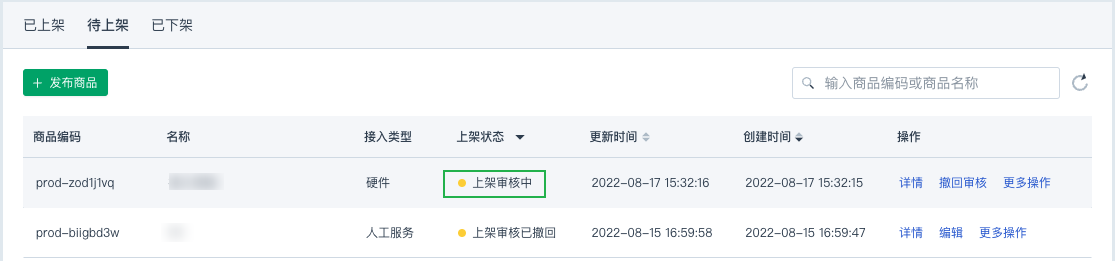 已上架 待上架 已下架
+ 发布商品 输入商品编码或商品名称
商品编码 名称 接入类型 上架状态 更新时间 创建时间 操作
prod-zod1j1vq 硬件 上架审核中 2022-08-17 15:32:16 2022-08-17 15:32:15 详情 撤回审核 更多操作
prod-biigbd3w 人工服务 上架审核已撤回 2022-08-15 16:59:58 2022-08-15 16:59:47 详情 编辑 更多操作